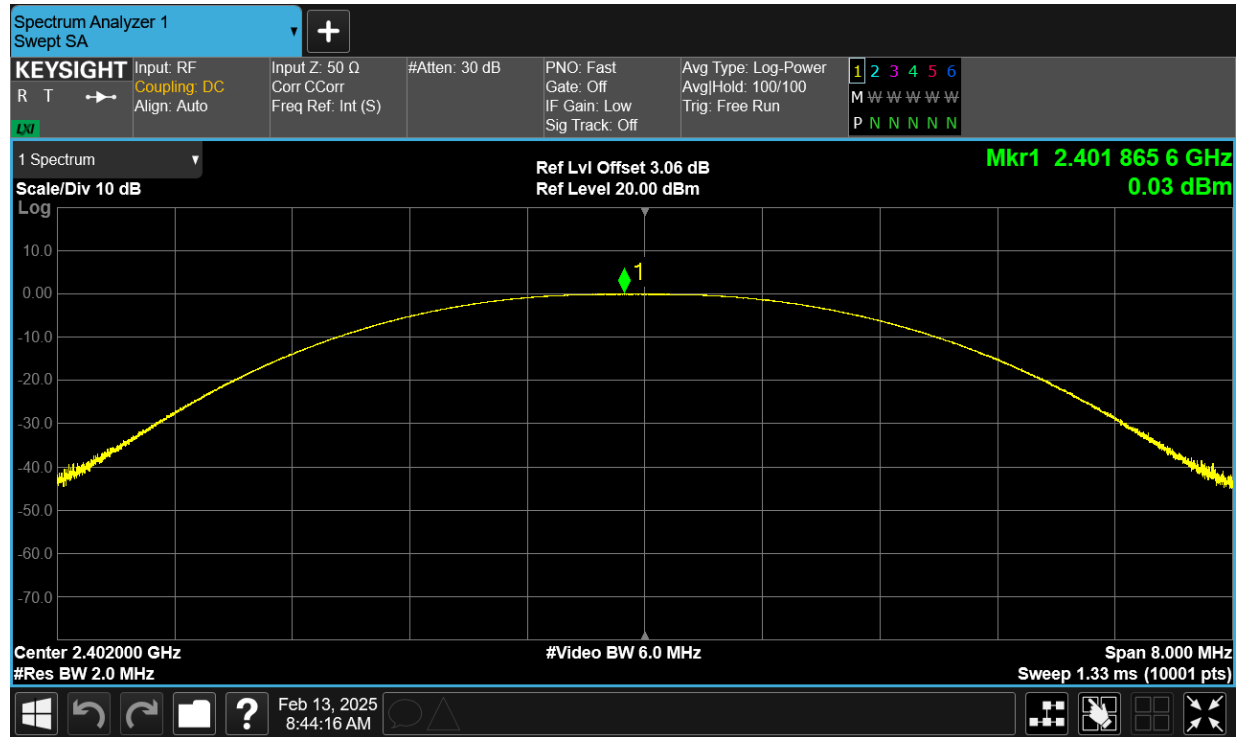 Spectrum Analyzer 1
Swept SA
KEYSIGHT
R T
LXI
Input: RF
Coupling: DC
Align: Auto
Input Z: 50 Ω
Corr CCorr
Freq Ref: Int (S)
#Atten: 30 dB
PNO: Fast
Gate: Off
IF Gain: Low
Sig Track: Off
Avg Type: Log-Power
Avg|Hold: 100/100
Trig: Free Run
1 2 3 4 5 6
M W W W W W
P N N N N N
1 Spectrum
Scale/Div 10 dB
Log
Ref Lvl Offset 3.06 dB
Ref Level 20.00 dBm
Mkr1 2.401 865 6 GHz
0.03 dBm
1
10.0
0.00
-10.0
-20.0
-30.0
-40.0
-50.0
-60.0
-70.0
Center 2.402000 GHz
#Res BW 2.0 MHz
#Video BW 6.0 MHz
Span 8.000 MHz
Sweep 1.33 ms (10001 pts)
?
Feb 13, 2025
8:44:16 AM